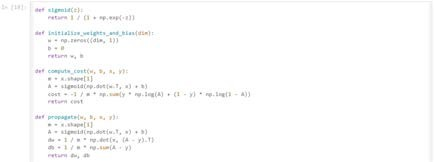 In [18]:
def sigmoid(z):
    return 1 / (1 + np.exp(-z))
def initialize_weights_and_bias(dim):
    w = np.zeros((dim, 1))
    b = 0
    return w, b
def compute_cost(w, b, x, y):
    m = x.shape[1]
    A = sigmoid(np.dot(w.T, x) + b)
    cost = -1 / m * np.sum(y * np.log(A) + (1 - y) * np.log(1 - A))
    return cost
def propagate(w, b, x, y):
    m = x.shape[1]
    A = sigmoid(np.dot(w.T, x) + b)
    dw = 1 / m * np.dot(x, (A - y).T)
    db = 1 / m * np.sum(A - y)
    return dw, db